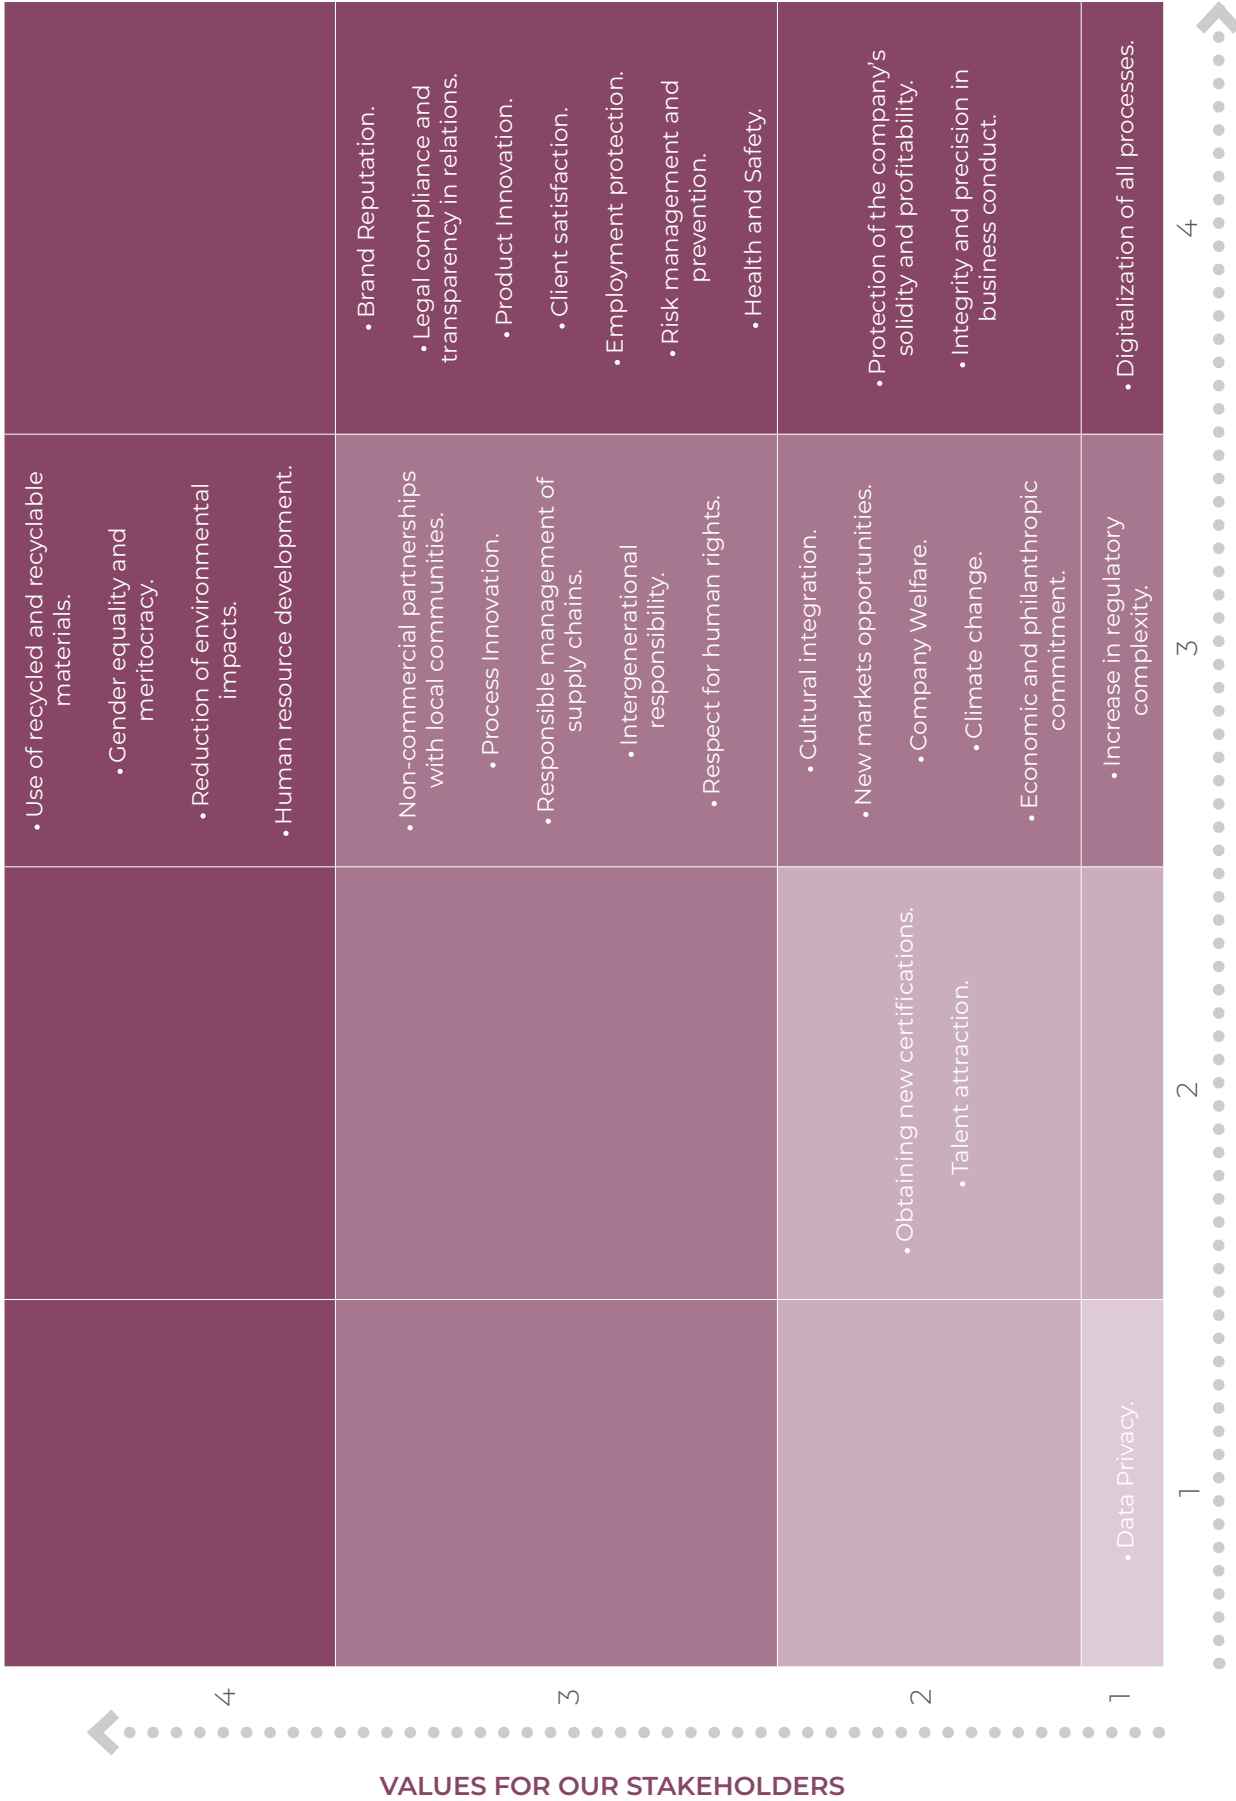 • Use of recycled and recyclable
materials.
• Gender equality and
meritocracy.
• Reduction of environmental
impacts.
• Human resource development.
• Brand Reputation.
• Legal compliance and
transparency in relations.
• Product Innovation.
• Client satisfaction.
• Employment protection.
• Risk management and
prevention.
• Health and Safety.
• Non-commercial partnerships
with local communities.
• Process Innovation.
• Responsible management of
supply chains.
• Intergenerational
responsibility.
• Respect for human rights.
• Protection of the company’s
solidity and profitability.
• Integrity and precision in
business conduct.
• Cultural integration.
• New markets opportunities.
• Company Welfare.
• Climate change.
• Economic and philanthropic
commitment.
• Obtaining new certifications.
• Talent attraction.
• Digitalization of all processes.
• Increase in regulatory
complexity.
• Data Privacy.
1
2
3
4
4
3
2
1
VALUES FOR OUR STAKEHOLDERS